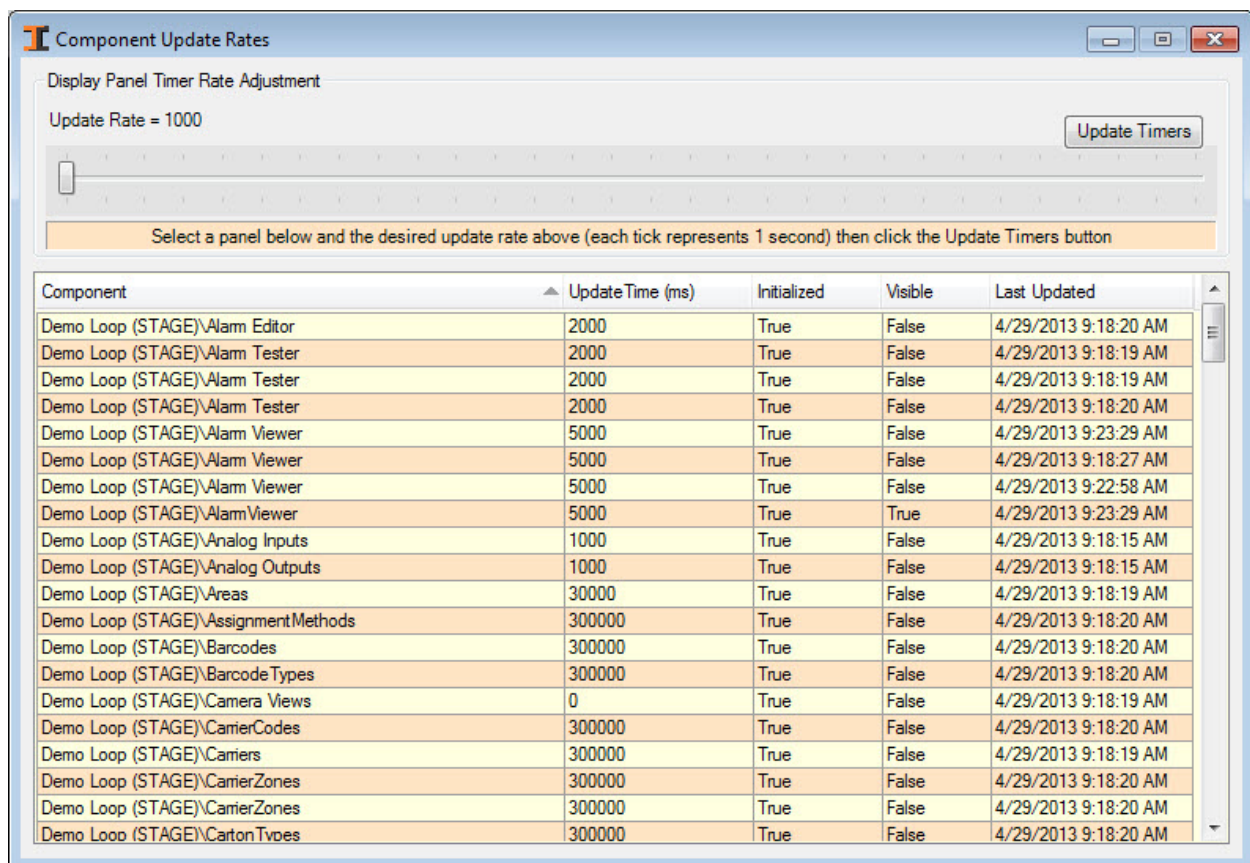 Component Update Rates
Display Panel Timer Rate Adjustment
Update Rate = 1000
Update Timers
Select a panel below and the desired update rate above (each tick represents 1 second) then click the Update Timers button
Component UpdateTime (ms) Initialized Visible Last Updated
Demo Loop (STAGE)\Alarm Editor 2000 True False 4/29/2013 9:18:20 AM
Demo Loop (STAGE)\Alarm Tester 2000 True False 4/29/2013 9:18:19 AM
Demo Loop (STAGE)\Alarm Tester 2000 True False 4/29/2013 9:18:19 AM
Demo Loop (STAGE)\Alarm Tester 2000 True False 4/29/2013 9:18:20 AM
Demo Loop (STAGE)\Alarm Viewer 5000 True False 4/29/2013 9:23:29 AM
Demo Loop (STAGE)\Alarm Viewer 5000 True False 4/29/2013 9:18:27 AM
Demo Loop (STAGE)\Alarm Viewer 5000 True False 4/29/2013 9:22:58 AM
Demo Loop (STAGE)\AlarmViewer 5000 True True 4/29/2013 9:23:29 AM
Demo Loop (STAGE)\Analog Inputs 1000 True False 4/29/2013 9:18:15 AM
Demo Loop (STAGE)\Analog Outputs 1000 True False 4/29/2013 9:18:15 AM
Demo Loop (STAGE)\Areas 30000 True False 4/29/2013 9:18:19 AM
Demo Loop (STAGE)\AssignmentMethods 300000 True False 4/29/2013 9:18:20 AM
Demo Loop (STAGE)\Barcodes 300000 True False 4/29/2013 9:18:20 AM
Demo Loop (STAGE)\BarcodeTypes 300000 True False 4/29/2013 9:18:20 AM
Demo Loop (STAGE)\Camera Views 0 True False 4/29/2013 9:18:19 AM
Demo Loop (STAGE)\CarrierCodes 300000 True False 4/29/2013 9:18:20 AM
Demo Loop (STAGE)\Carriers 300000 True False 4/29/2013 9:18:19 AM
Demo Loop (STAGE)\CarrierZones 300000 True False 4/29/2013 9:18:20 AM
Demo Loop (STAGE)\CarrierZones 300000 True False 4/29/2013 9:18:20 AM
Demo Loop (STAGE)\CartonTypes 300000 True False 4/29/2013 9:18:20 AM